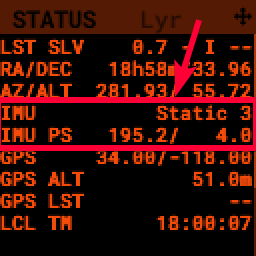 STATUS Lyr
LST SLV 0.7 - I --
RA/DEC 18h58m 33.96
AZ/ALT 281.93/ 55.72
IMU Static 3
IMU PS 195.2/ 4.0
GPS 34.00/-118.00
GPS ALT 51.0m
GPS LST --
LCL TM 18:00:07